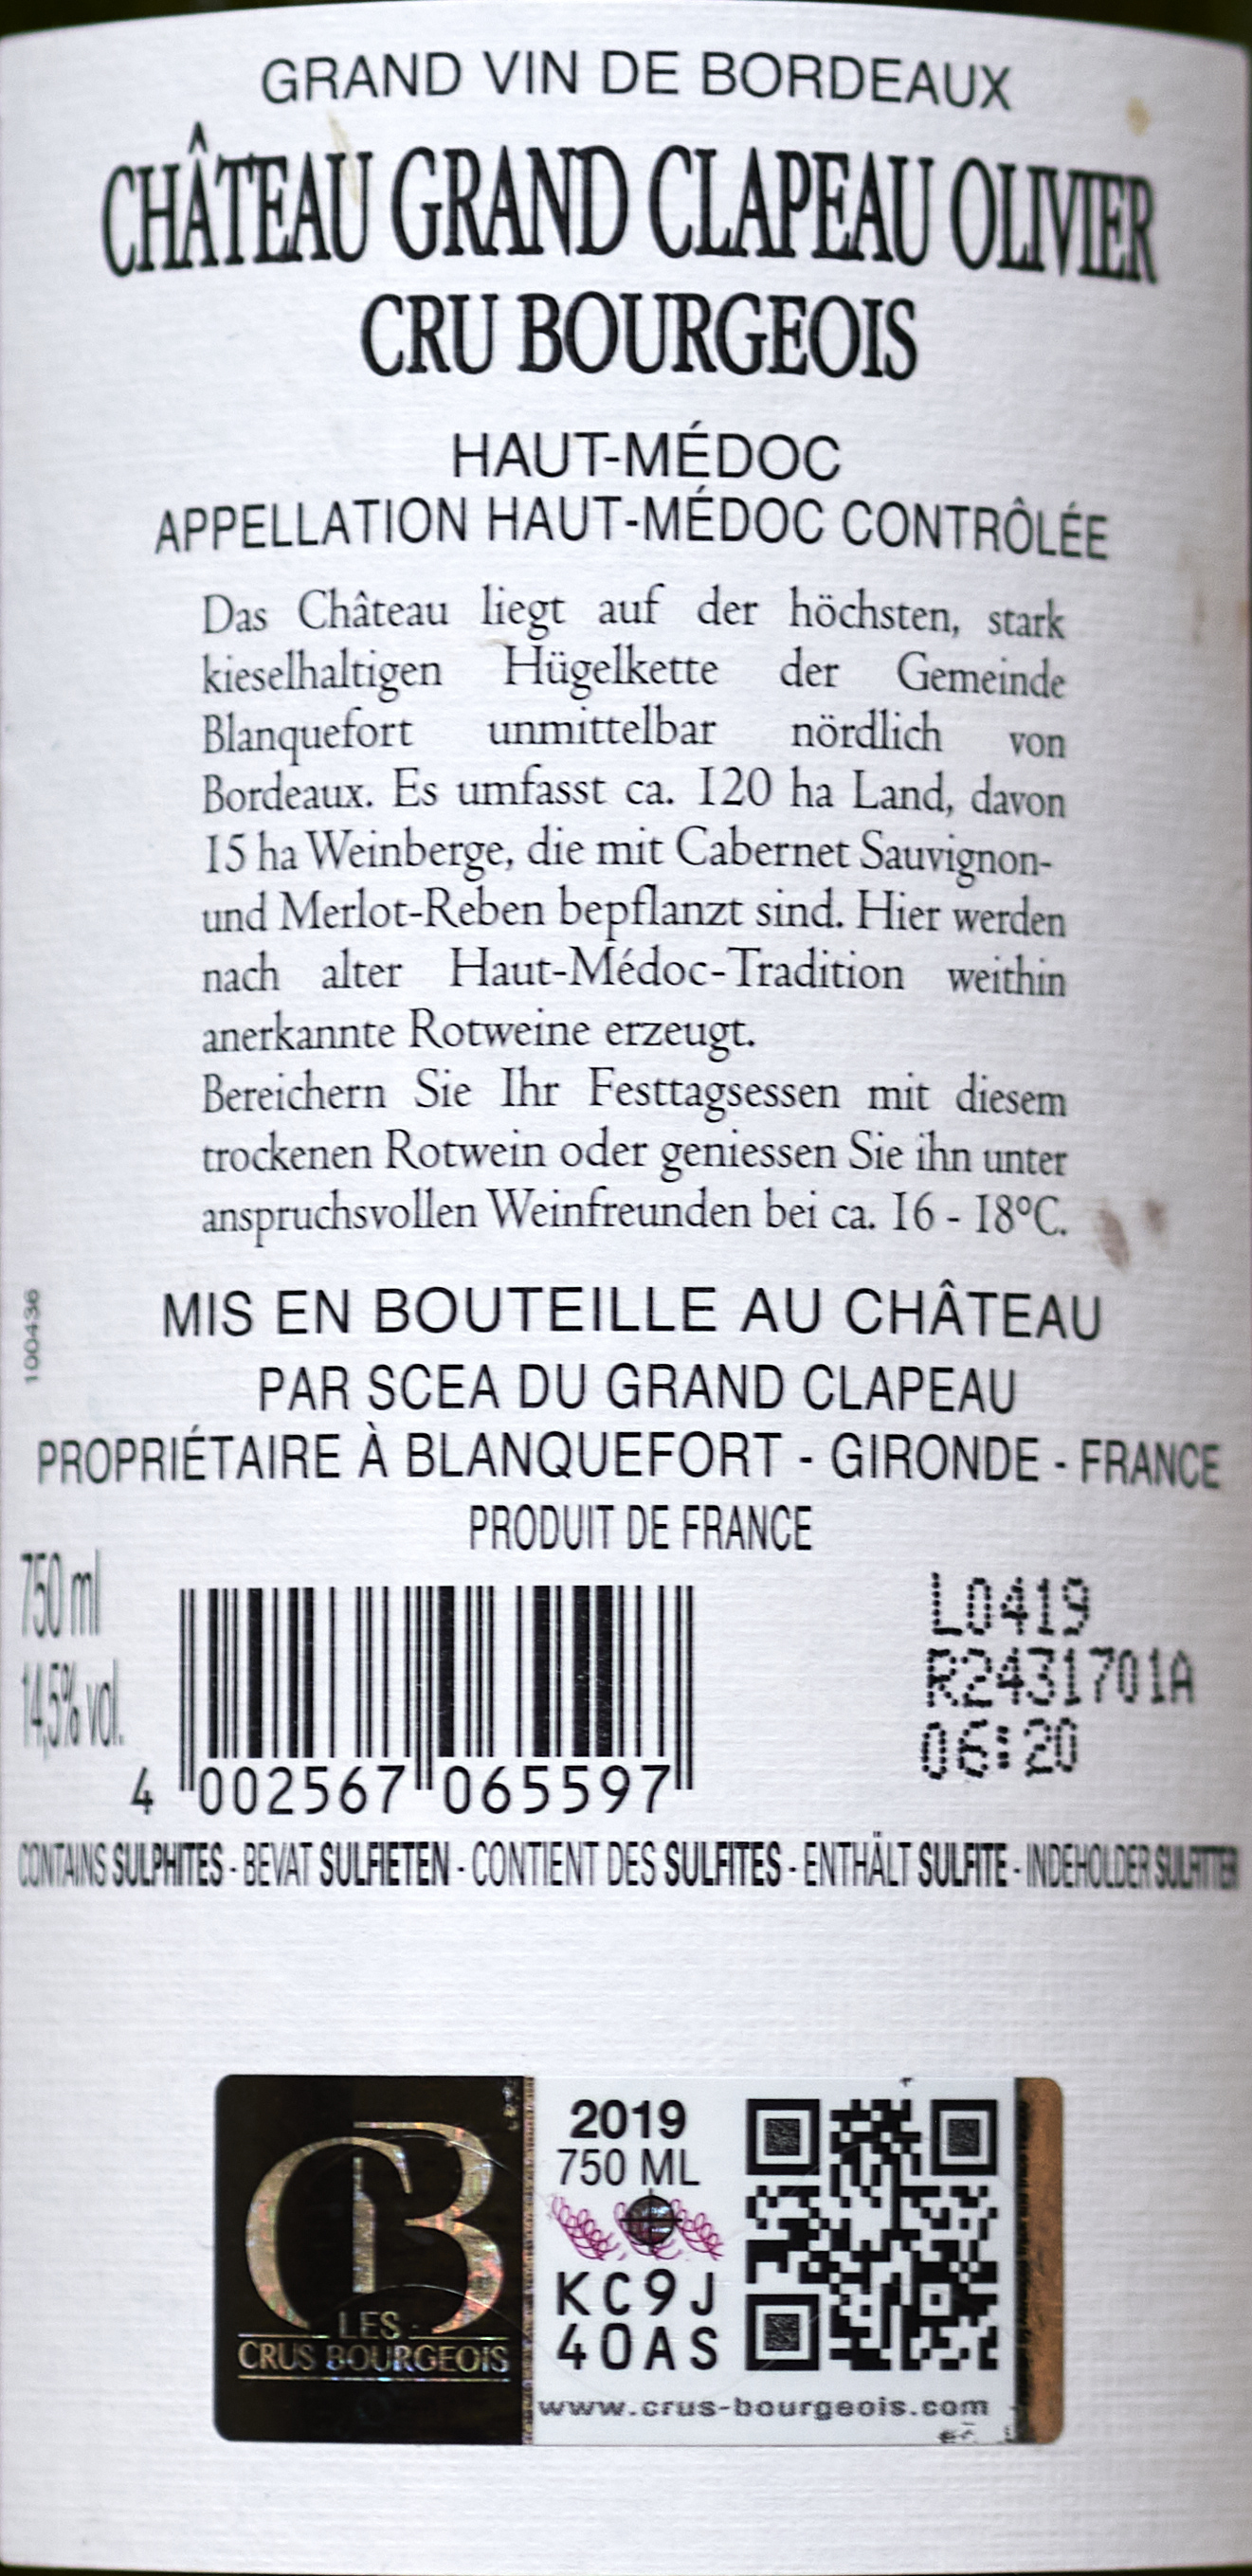 GRAND VIN DE BORDEAUX
CHÂTEAU GRAND CLAPEAU OLIVIER
CRU BOURGEOIS
HAUT-MÉDOC
APPELLATION HAUT-MÉDOC CONTRÔLÉE
Das Château liegt auf der höchsten, stark
kieselhaltigen Hügelkette der Gemeinde
Blanquefort unmittelbar nördlich von
Bordeaux. Es umfasst ca. 120 ha Land, davon
15 ha Weinberge, die mit Cabernet Sauvignon-
und Merlot-Reben bepflanzt sind. Hier werden
nach alter Haut-Médoc-Tradition weithin
anerkannte Rotweine erzeugt.
Bereichern Sie Ihr Festtagsessen mit diesem
trockenen Rotwein oder geniessen Sie ihn unter
anspruchsvollen Weinfreunden bei ca. 16 - 18°C.
100436
MIS EN BOUTEILLE AU CHÂTEAU
PAR SCEA DU GRAND CLAPEAU
PROPRIÉTAIRE À BLANQUEFORT - GIRONDE - FRANCE
PRODUIT DE FRANCE
750 ml
14,5% vol.
4 002567 065597
L0419
R2431701A
06:20
CONTAINS SULPHITES - BEVAT SULFIETEN - CONTIENT DES SULFITES - ENTHÄLT SULFITE - INDEHOLDER SULFITTER
CB
LES
CRUS BOURGEOIS
2019
750 ML
KC9J
40AS
www.crus-bourgeois.com